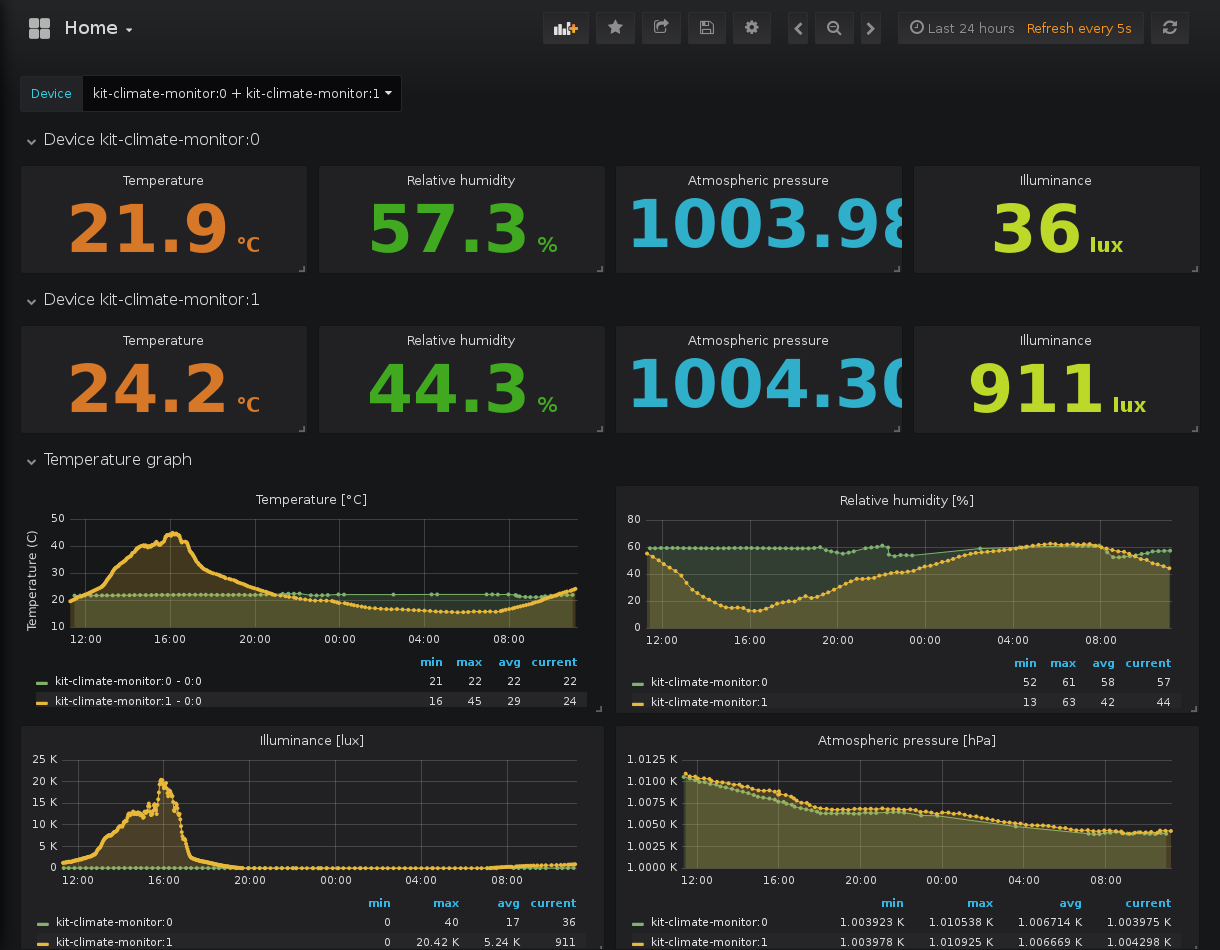 Home
Last 24 hours Refresh every 5s
Device kit-climate-monitor:0 + kit-climate-monitor:1
Device kit-climate-monitor:0
Temperature Relative humidity Atmospheric pressure Illuminance
21.9 °C 57.3 % 1003.98 36 lux
Device kit-climate-monitor:1
Temperature Relative humidity Atmospheric pressure Illuminance
24.2 °C 44.3 % 1004.30 911 lux
Temperature graph
Temperature [°C]
Temperature (C)
50
40
30
20
10
12:00 16:00 20:00 00:00 04:00 08:00
min max avg current
kit-climate-monitor:0 - 0:0 21 22 22 22
kit-climate-monitor:1 - 0:0 16 45 29 24
Relative humidity [%]
80
60
40
20
0
12:00 16:00 20:00 00:00 04:00 08:00
min max avg current
kit-climate-monitor:0 52 61 58 57
kit-climate-monitor:1 13 63 42 44
Illuminance [lux]
25 K
20 K
15 K
10 K
5 K
0
12:00 16:00 20:00 00:00 04:00 08:00
min max avg current
kit-climate-monitor:0 0 40 17 36
kit-climate-monitor:1 0 20.42 K 5.24 K 911
Atmospheric pressure [hPa]
1.0125 K
1.0100 K
1.0075 K
1.0050 K
1.0025 K
1.0000 K
12:00 16:00 20:00 00:00 04:00 08:00
min max avg current
kit-climate-monitor:0 1.003923 K 1.010538 K 1.006714 K 1.003975 K
kit-climate-monitor:1 1.003978 K 1.010925 K 1.006669 K 1.004298 K